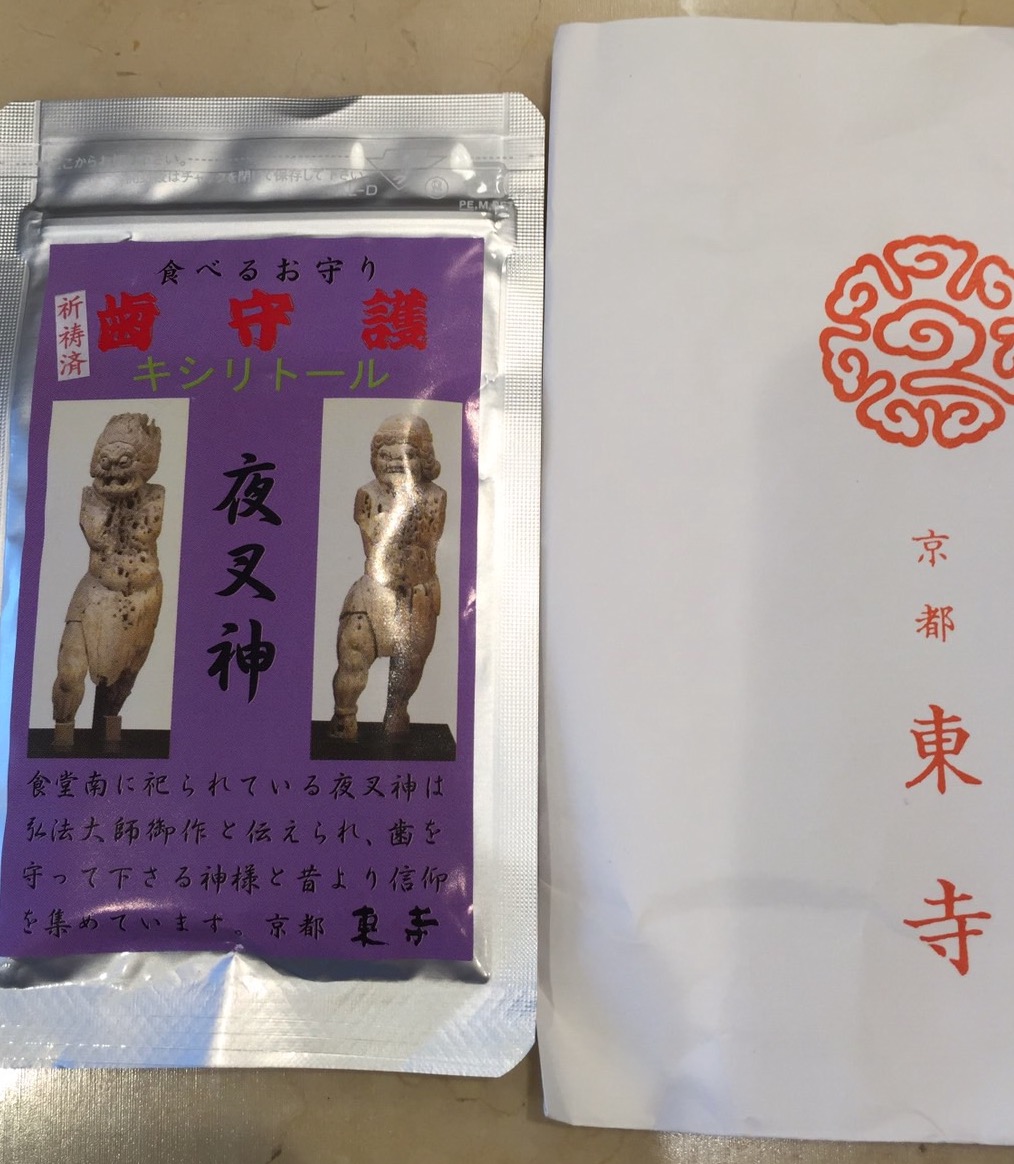 食べるお守り
祈祷済
歯守護
キシリトール
夜叉神
食堂南に祀られている夜叉神は
弘法大師御作と伝えられ、歯を
守って下さる神様と昔より信仰
を集めています。京都 東寺
京都
東寺